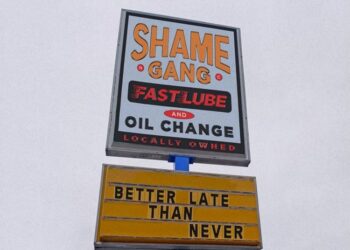 SHAME
GANG
FAST LUBE
AND
OIL CHANGE
LOCALLY OWNED
BETTER LATE
THAN
NEVER